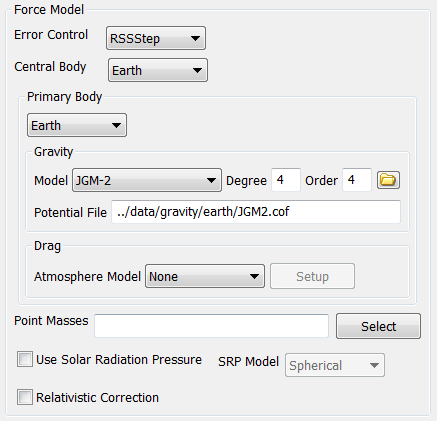 Force Model
Error Control RSSStep
Central Body Earth
Primary Body
Earth
Gravity
Model JGM-2 Degree 4 Order 4
Potential File ../data/gravity/earth/JGM2.cof
Drag
Atmosphere Model None Setup
Point Masses Select
Use Solar Radiation Pressure SRP Model Spherical
Relativistic Correction